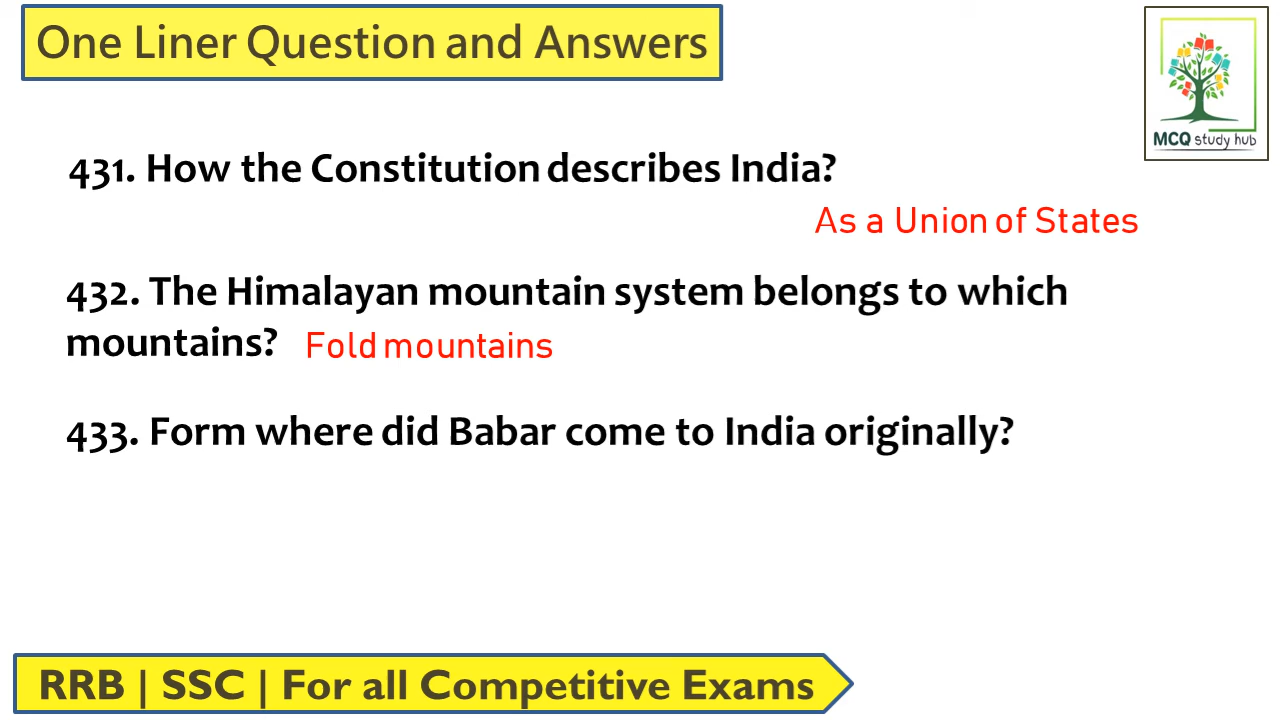 One Liner Question and Answers
MCQ study hub
431. How the Constitution describes India?
As a Union of States
432. The Himalayan mountain system belongs to which
mountains? Fold mountains
433. Form where did Babar come to India originally?
RRB | SSC | For all Competitive Exams